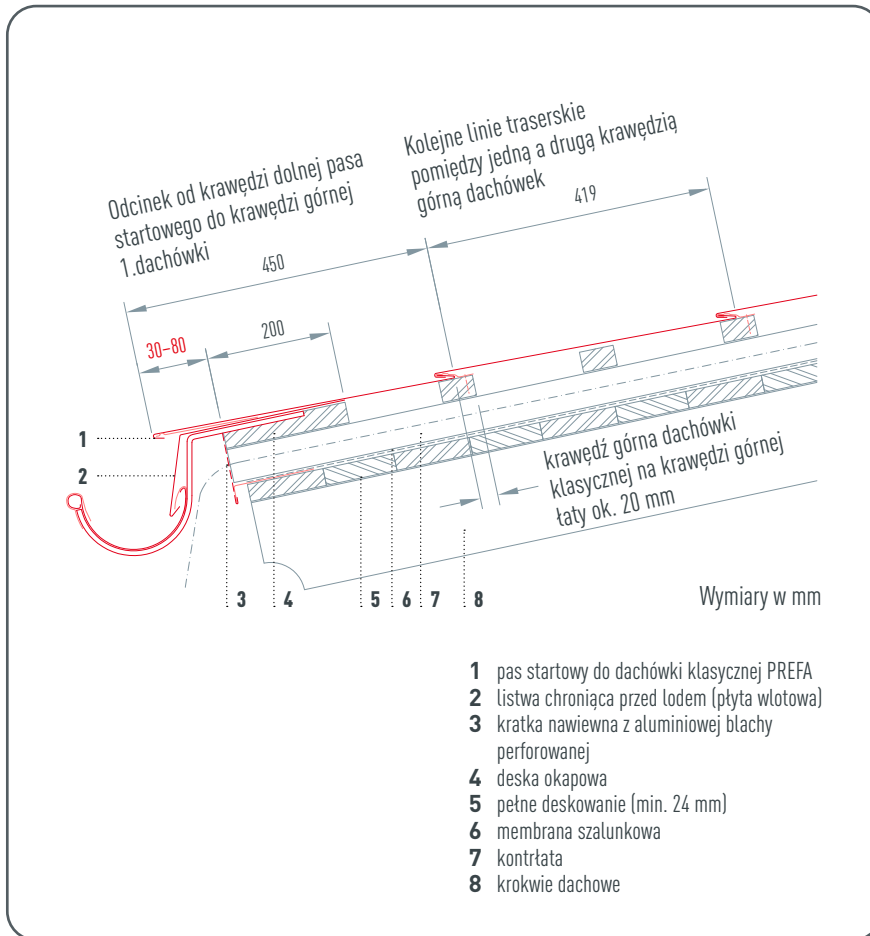 Odcinek od krawędzi dolnej pasa
startowego do krawędzi górnej
1.dachówki
Kolejne linie traserskie
pomiędzy jedną a drugą krawędzią
górną dachówek
450
419
30–80
200
1
2
krawędź górna dachówki
klasycznej na krawędzi górnej
łaty ok. 20 mm
3 4 5 6 7 8
Wymiary w mm
1 pas startowy do dachówki klasycznej PREFA
2 listwa chroniąca przed lodem (płyta wlotowa)
3 kratka nawiewna z aluminiowej blachy
perforowanej
4 deska okapowa
5 pełne deskowanie (min. 24 mm)
6 membrana szalunkowa
7 kontrłata
8 krokwie dachowe